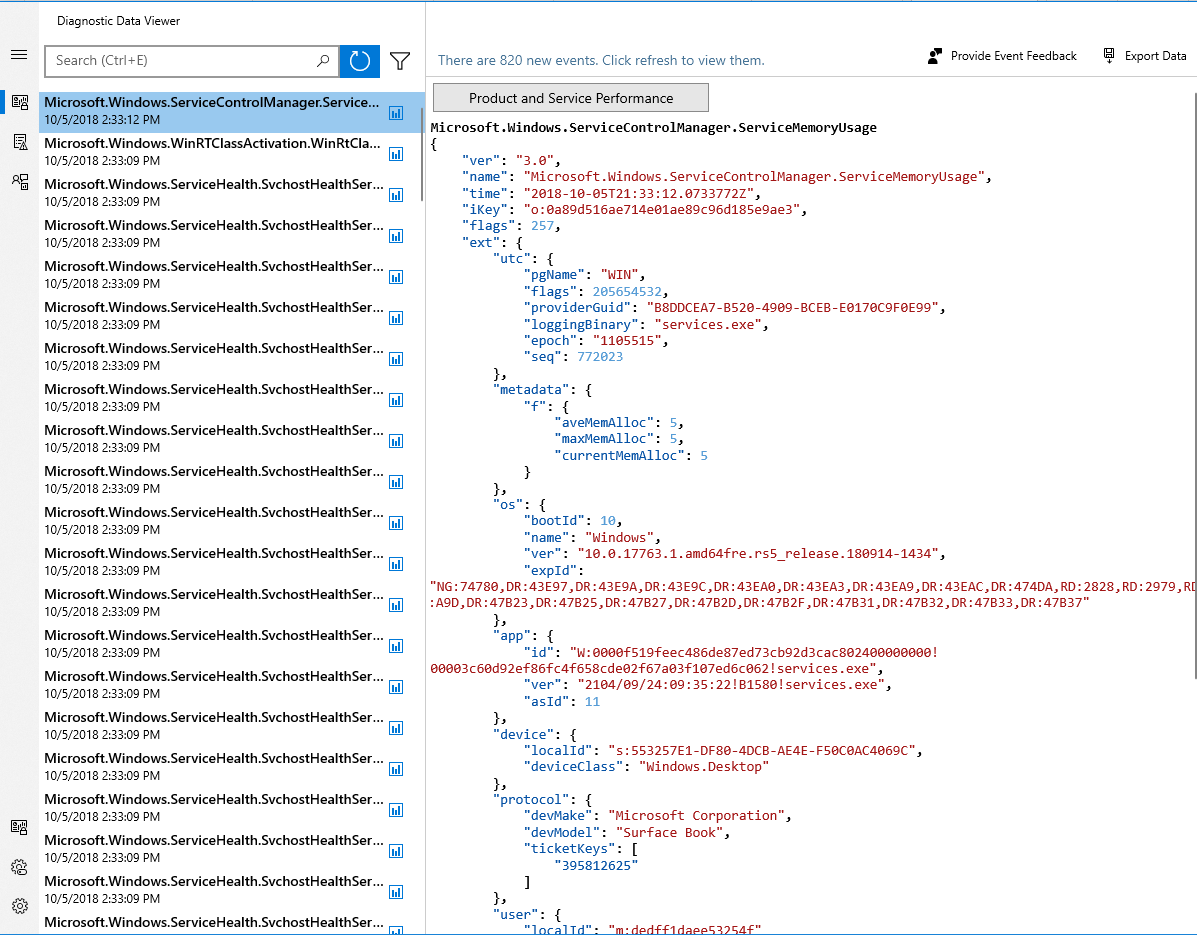 Diagnostic Data Viewer
Search (Ctrl+E)
There are 820 new events. Click refresh to view them.
Provide Event Feedback
Export Data
Microsoft.Windows.ServiceControlManager.Service...
10/5/2018 2:33:12 PM
Microsoft.Windows.WinRTClassActivation.WinRtCla...
10/5/2018 2:33:09 PM
Microsoft.Windows.ServiceHealth.SvchostHealthSer...
10/5/2018 2:33:09 PM
Microsoft.Windows.ServiceHealth.SvchostHealthSer...
10/5/2018 2:33:09 PM
Microsoft.Windows.ServiceHealth.SvchostHealthSer...
10/5/2018 2:33:09 PM
Microsoft.Windows.ServiceHealth.SvchostHealthSer...
10/5/2018 2:33:09 PM
Microsoft.Windows.ServiceHealth.SvchostHealthSer...
10/5/2018 2:33:09 PM
Microsoft.Windows.ServiceHealth.SvchostHealthSer...
10/5/2018 2:33:09 PM
Microsoft.Windows.ServiceHealth.SvchostHealthSer...
10/5/2018 2:33:09 PM
Microsoft.Windows.ServiceHealth.SvchostHealthSer...
10/5/2018 2:33:09 PM
Microsoft.Windows.ServiceHealth.SvchostHealthSer...
10/5/2018 2:33:09 PM
Microsoft.Windows.ServiceHealth.SvchostHealthSer...
10/5/2018 2:33:09 PM
Microsoft.Windows.ServiceHealth.SvchostHealthSer...
10/5/2018 2:33:09 PM
Microsoft.Windows.ServiceHealth.SvchostHealthSer...
10/5/2018 2:33:09 PM
Microsoft.Windows.ServiceHealth.SvchostHealthSer...
10/5/2018 2:33:09 PM
Microsoft.Windows.ServiceHealth.SvchostHealthSer...
10/5/2018 2:33:09 PM
Microsoft.Windows.ServiceHealth.SvchostHealthSer...
10/5/2018 2:33:09 PM
Microsoft.Windows.ServiceHealth.SvchostHealthSer...
10/5/2018 2:33:09 PM
Microsoft.Windows.ServiceHealth.SvchostHealthSer...
10/5/2018 2:33:09 PM
Microsoft.Windows.ServiceHealth.SvchostHealthSer...
10/5/2018 2:33:09 PM
Microsoft.Windows.ServiceHealth.SvchostHealthSer...
Product and Service Performance
Microsoft.Windows.ServiceControlManager.ServiceMemoryUsage
{
"ver": "3.0",
"name": "Microsoft.Windows.ServiceControlManager.ServiceMemoryUsage",
"time": "2018-10-05T21:33:12.0733772Z",
"iKey": "o:0a89d516ae714e01ae89c96d185e9ae3",
"flags": 257,
"ext": {
"utc": {
"pgName": "WIN",
"flags": 205654532,
"providerGuid": "B8DDCEA7-B520-4909-BCEB-E0170C9F0E99",
"loggingBinary": "services.exe",
"epoch": "1105515",
"seq": 772023
},
"metadata": {
"f": {
"aveMemAlloc": 5,
"maxMemAlloc": 5,
"currentMemAlloc": 5
}
},
"os": {
"bootId": 10,
"name": "Windows",
"ver": "10.0.17763.1.amd64fre.rs5_release.180914-1434",
"expId":
"NG:74780,DR:43E97,DR:43E9A,DR:43E9C,DR:43EA0,DR:43EA3,DR:43EA9,DR:43EAC,DR:474DA,RD:2828,RD:2979,RD
:A9D,DR:47B23,DR:47B25,DR:47B27,DR:47B2D,DR:47B2F,DR:47B31,DR:47B32,DR:47B33,DR:47B37"
},
"app": {
"id": "W:0000f519feec486de87ed73cb92d3cac802400000000!
00003c60d92ef86fc4f658cde02f67a03f107ed6c062!services.exe",
"ver": "2104/09/24:09:35:22!B1580!services.exe",
"asId": 11
},
"device": {
"localId": "s:553257E1-DF80-4DCB-AE4E-F50C0AC4069C",
"deviceClass": "Windows.Desktop"
},
"protocol": {
"devMake": "Microsoft Corporation",
"devModel": "Surface Book",
"ticketKeys": [
"395812625"
]
},
"user": {
"localId": "m:dedff1daee53254f"